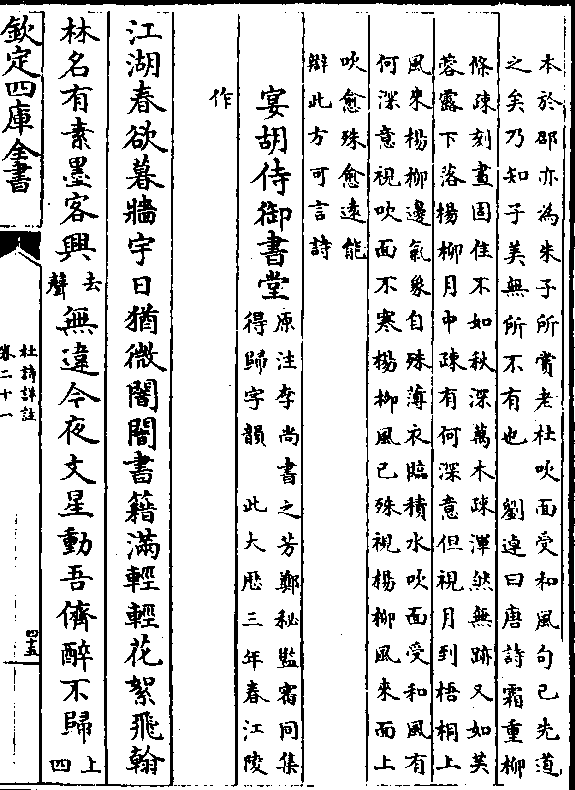 本於邵亦為朱子所賞老杜吹面受和風句已先道
之矣乃知子美無所不有也　劉逴曰唐詩霜重柳
條疎刻畫固佳不如秋深萬木疎渾然無跡又如芙
蓉露下落楊柳月中疎有何深意但視月到梧桐上
風來楊柳邊氣象自殊薄衣臨積水吹面受和風有
何深意視吹面不寒楊柳風已殊視楊柳風來面上
吹愈殊愈遠能
辯此方可言詩
宴胡侍御書堂
原注李尚書之芳鄭秘監審同集
得歸字韻　此大厯三年春江陵
作
江湖春欲暮牆宇日猶微闇闇書籍滿輕輕花絮飛翰
林名有素墨客興去聲無違今夜文星動吾儕醉不歸上四
欽定四庫全書
杜詩詳註
卷二十一
四五